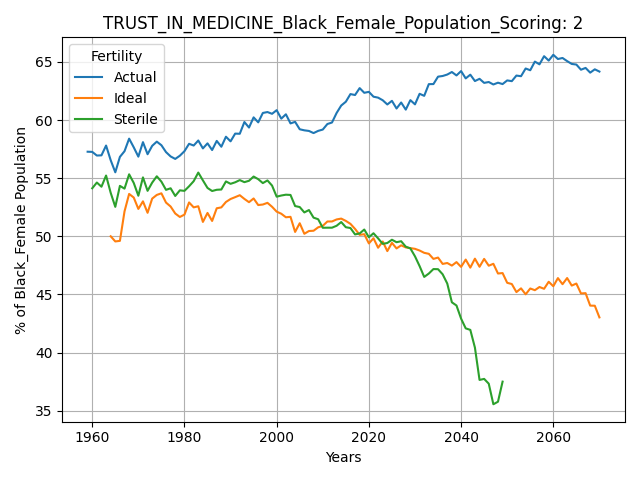 TRUST_IN_MEDICINE_Black_Female_Population_Scoring: 2
Fertility
Actual
Ideal
Sterile
% of Black_Female Population
65
60
55
50
45
40
35
1960
1980
2000
2020
2040
2060
Years